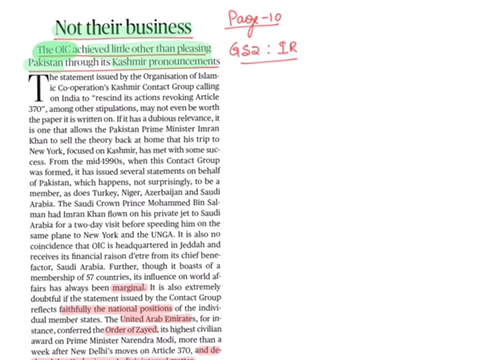 Not their business
Page-10
The OIC achieved little other than pleasing
Pakistan through its Kashmir pronouncements
GS2 : IR
The statement issued by the Organisation of Islam-
ic Co-operation's Kashmir Contact Group calling
on India to "rescind its actions revoking Article
370", among other stipulations, may not even be worth
the paper it is written on. If it has a dubious relevance, it
is one that allows the Pakistan Prime Minister Imran
Khan to sell the theory back at home that his trip to
New York, focused on Kashmir, has met with some suc-
cess. From the mid-1990s, when this Contact Group
was formed, it has issued several statements on behalf
of Pakistan, which happens, not surprisingly, to be a
member, as does Turkey, Niger, Azerbaijan and Saudi
Arabia. The Saudi Crown Prince Mohammed Bin Sal-
man had Imran Khan flown on his private jet to Saudi
Arabia for a two-day visit before speeding him on the
same plane to New York and the UNGA. It is also no
coincidence that OIC is headquartered in Jeddah and
receives its financial raison d'etre from its chief bene-
factor, Saudi Arabia. Further, though it boasts of a
membership of 57 countries, its influence on world af-
fairs has always been marginal. It is also extremely
doubtful if the statement issued by the Contact Group
reflects faithfully the national positions of the indivi-
dual member states. The United Arab Emirates, for in-
stance, conferred the Order of Zayed, its highest civilian
award on Prime Minister Narendra Modi, more than a
week after New Delhi's moves on Article 370, and de-